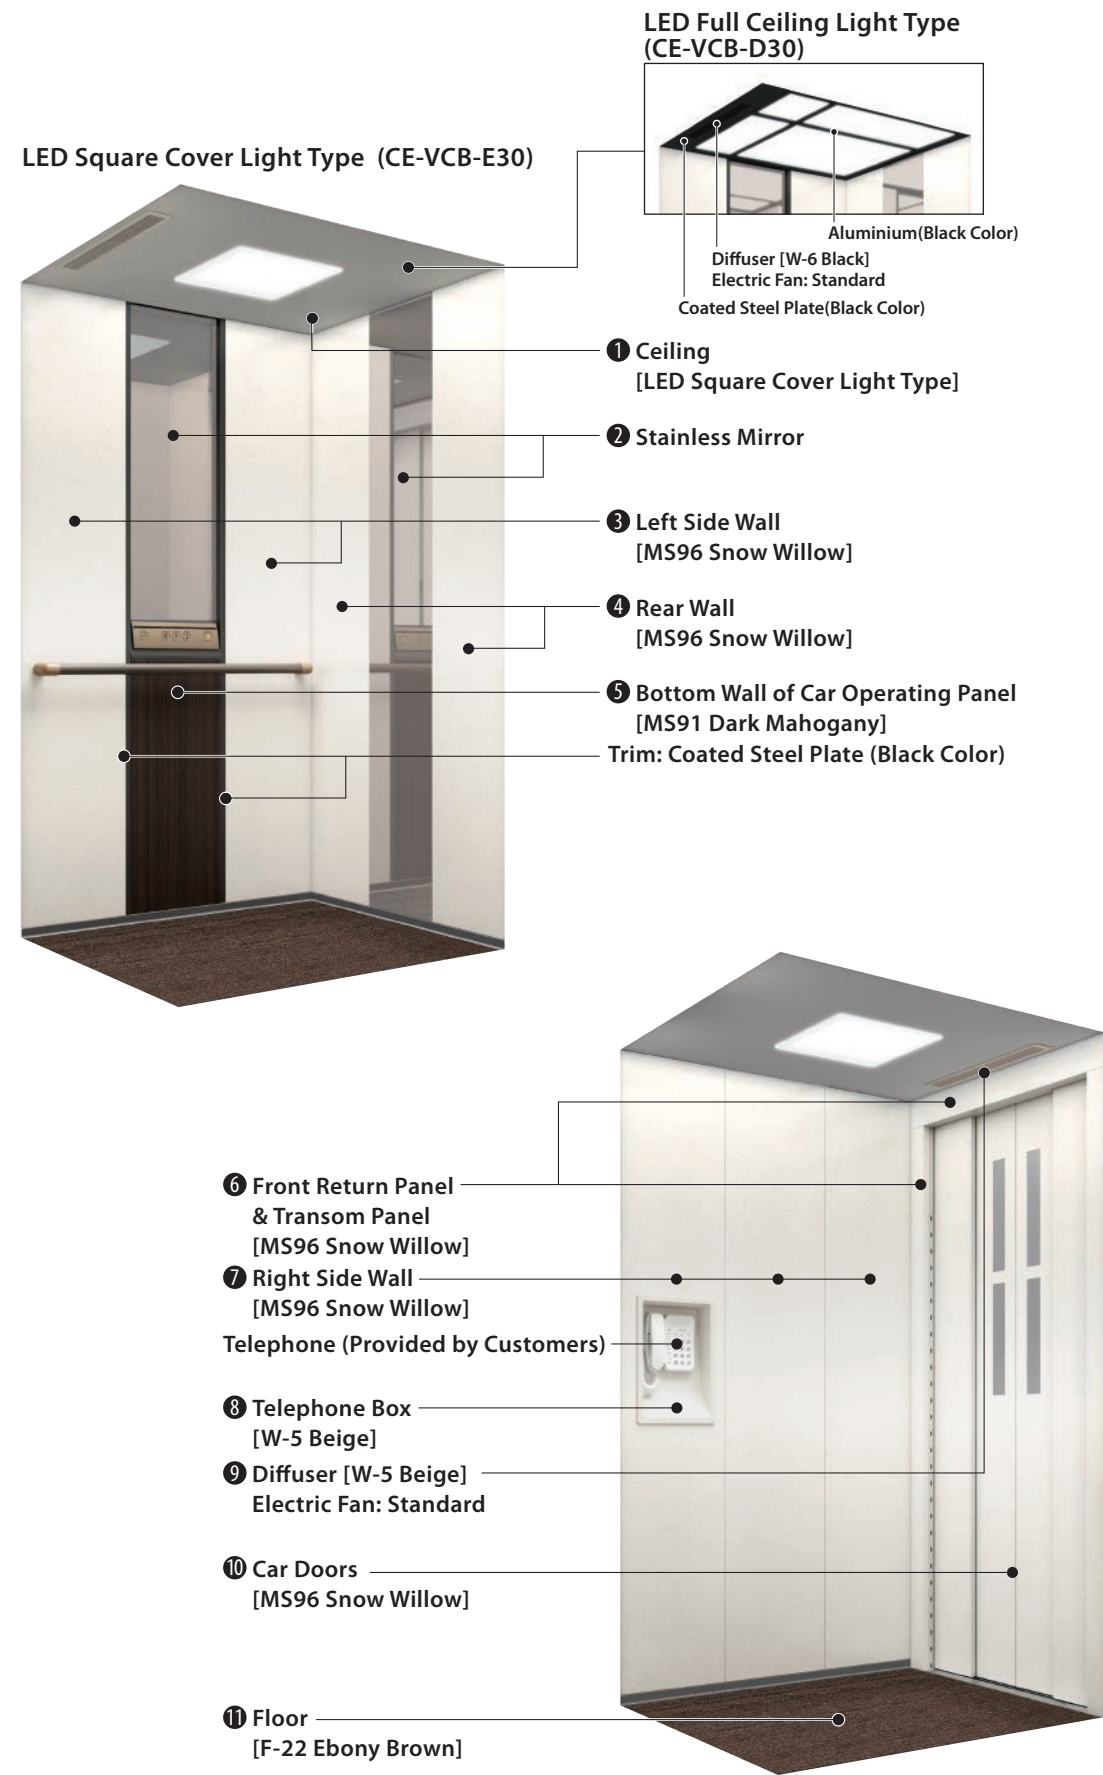 LED Full Ceiling Light Type
(CE-VCB-D30)
LED Square Cover Light Type (CE-VCB-E30)
Aluminium(Black Color)
Diffuser [W-6 Black]
Electric Fan: Standard
Coated Steel Plate(Black Color)
❶ Ceiling
[LED Square Cover Light Type]
❷ Stainless Mirror
❸ Left Side Wall
[MS96 Snow Willow]
❹ Rear Wall
[MS96 Snow Willow]
❺ Bottom Wall of Car Operating Panel
[MS91 Dark Mahogany]
Trim: Coated Steel Plate (Black Color)
❻ Front Return Panel
& Transom Panel
[MS96 Snow Willow]
❼ Right Side Wall
[MS96 Snow Willow]
Telephone (Provided by Customers)
❽ Telephone Box
[W-5 Beige]
❾ Diffuser [W-5 Beige]
Electric Fan: Standard
❿ Car Doors
[MS96 Snow Willow]
⓫ Floor
[F-22 Ebony Brown]